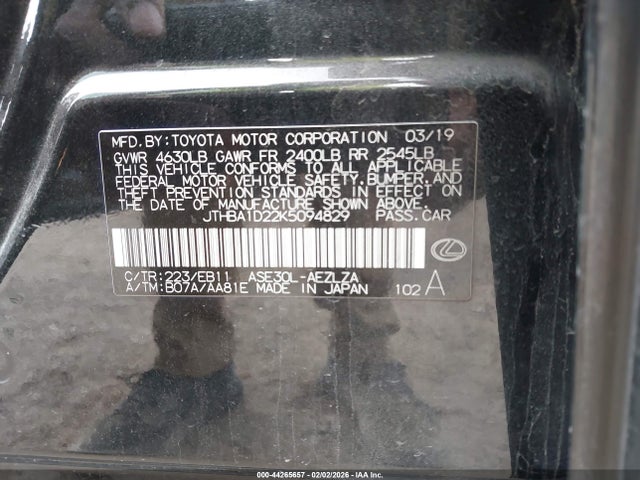 MFD. BY: TOYOTA MOTOR CORPORATION 03/19
GVWR 4630LB GAWR FR 2400LB RR 2545LB
THIS VEHICLE CONFORMS TO ALL APPLICABLE
FEDERAL MOTOR VEHICLE SAFETY, BUMPER, AND
THEFT PREVENTION STANDARDS IN EFFECT ON
THE DATE OF MANUFACTURE SHOWN ABOVE.
JTHBA1D22K5094829 PASS. CAR
C/TR: 223/EB11 ASE30L-AEZLZA
A/TM: B07A/AA81E MADE IN JAPAN 102 A
000-44265657 - 02/02/2026 - IAA Inc.